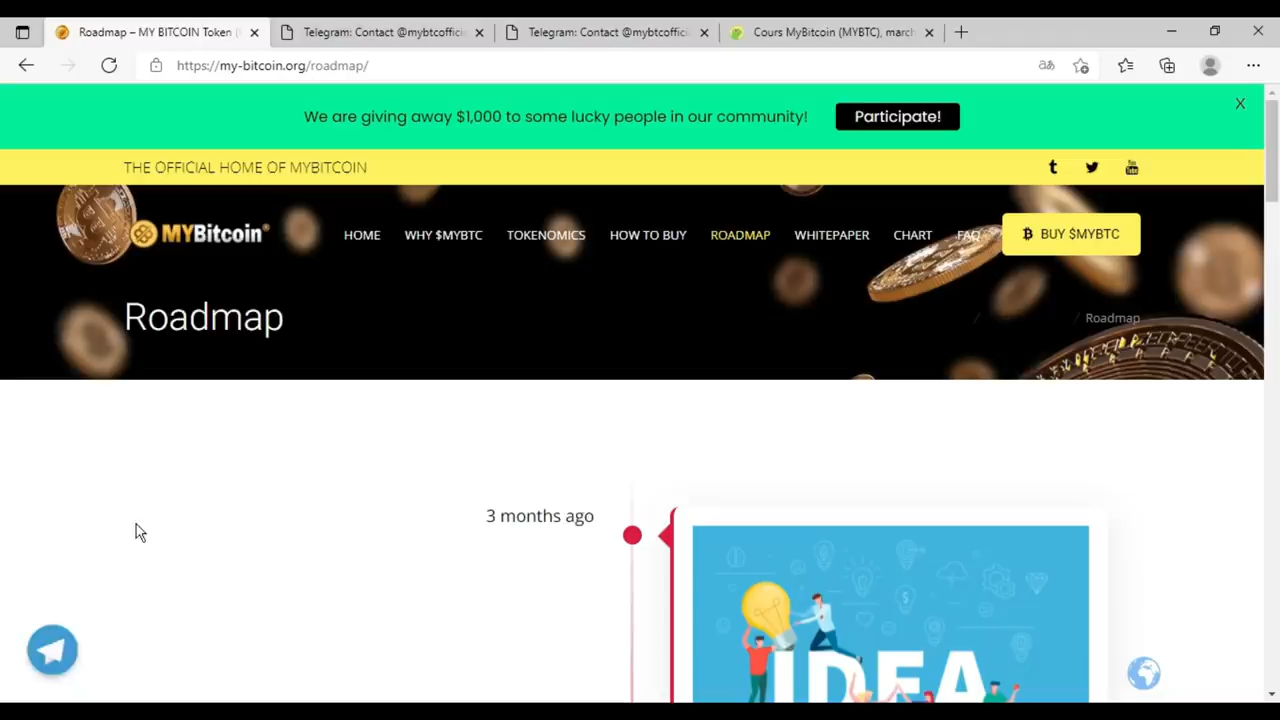 Roadmap – MY BITCOIN Token (
Telegram: Contact @mybtcoffici
Telegram: Contact @mybtcoffici
Cours MyBitcoin (MYBTC), march
https://my-bitcoin.org/roadmap/
We are giving away $1,000 to some lucky people in our community!
Participate!
X
THE OFFICIAL HOME OF MYBITCOIN
MYBitcoin®
HOME
WHY $MYBTC
TOKENOMICS
HOW TO BUY
ROADMAP
WHITEPAPER
CHART
FAQ
BUY $MYBTC
Roadmap
/ / Roadmap
3 months ago
IDEA